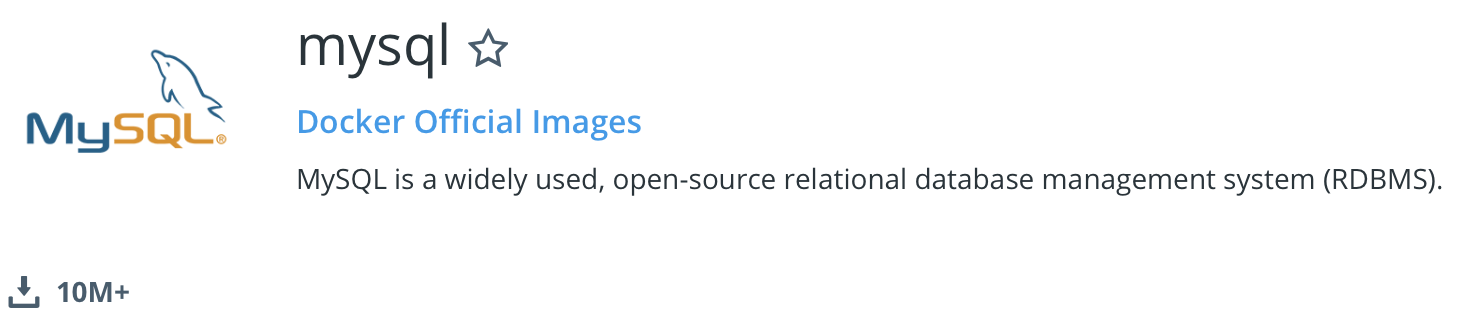 mysql
MySQL®
Docker Official Images
MySQL is a widely used, open-source relational database management system (RDBMS).
10M+